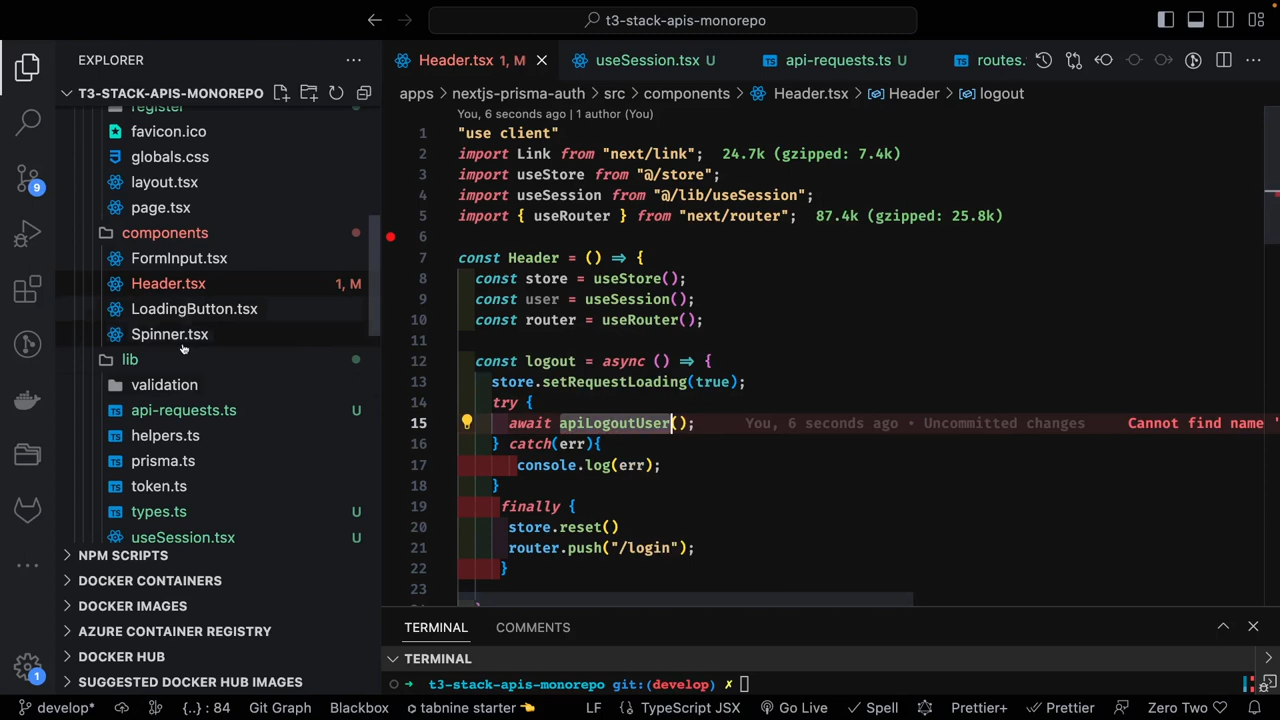 t3-stack-apis-monorepo
EXPLORER
Header.tsx 1, M
useSession.tsx U
api-requests.ts U
routes.
T3-STACK-APIS-MONOREPO
apps > nextjs-prisma-auth > src > components > Header.tsx > Header > logout
register
favicon.ico
globals.css
layout.tsx
page.tsx
components
FormInput.tsx
Header.tsx 1, M
LoadingButton.tsx
Spinner.tsx
lib
validation
api-requests.ts U
helpers.ts
prisma.ts
token.ts
types.ts U
useSession.tsx U
NPM SCRIPTS
DOCKER CONTAINERS
DOCKER IMAGES
AZURE CONTAINER REGISTRY
DOCKER HUB
SUGGESTED DOCKER HUB IMAGES
9
1
You, 6 seconds ago | 1 author (You)
1 "use client"
2 import Link from "next/link"; 24.7k (gzipped: 7.4k)
3 import useStore from "@/store";
4 import useSession from "@/lib/useSession";
5 import { useRouter } from "next/router"; 87.4k (gzipped: 25.8k)
6
7 const Header = () => {
8 const store = useStore();
9 const user = useSession();
10 const router = useRouter();
11
12 const logout = async () => {
13 store.setRequestLoading(true);
14 try {
15 await apiLogoutUser(); You, 6 seconds ago • Uncommitted changes Cannot find name '
16 } catch(err){
17 console.log(err);
18 }
19 finally {
20 store.reset()
21 router.push("/login");
22 }
23
TERMINAL COMMENTS
TERMINAL
→ t3-stack-apis-monorepo git:(develop) ✗
develop* {..} : 84 Git Graph Blackbox tabnine starter 👈 LF TypeScript JSX Go Live Spell Prettier+ Prettier Zero Two